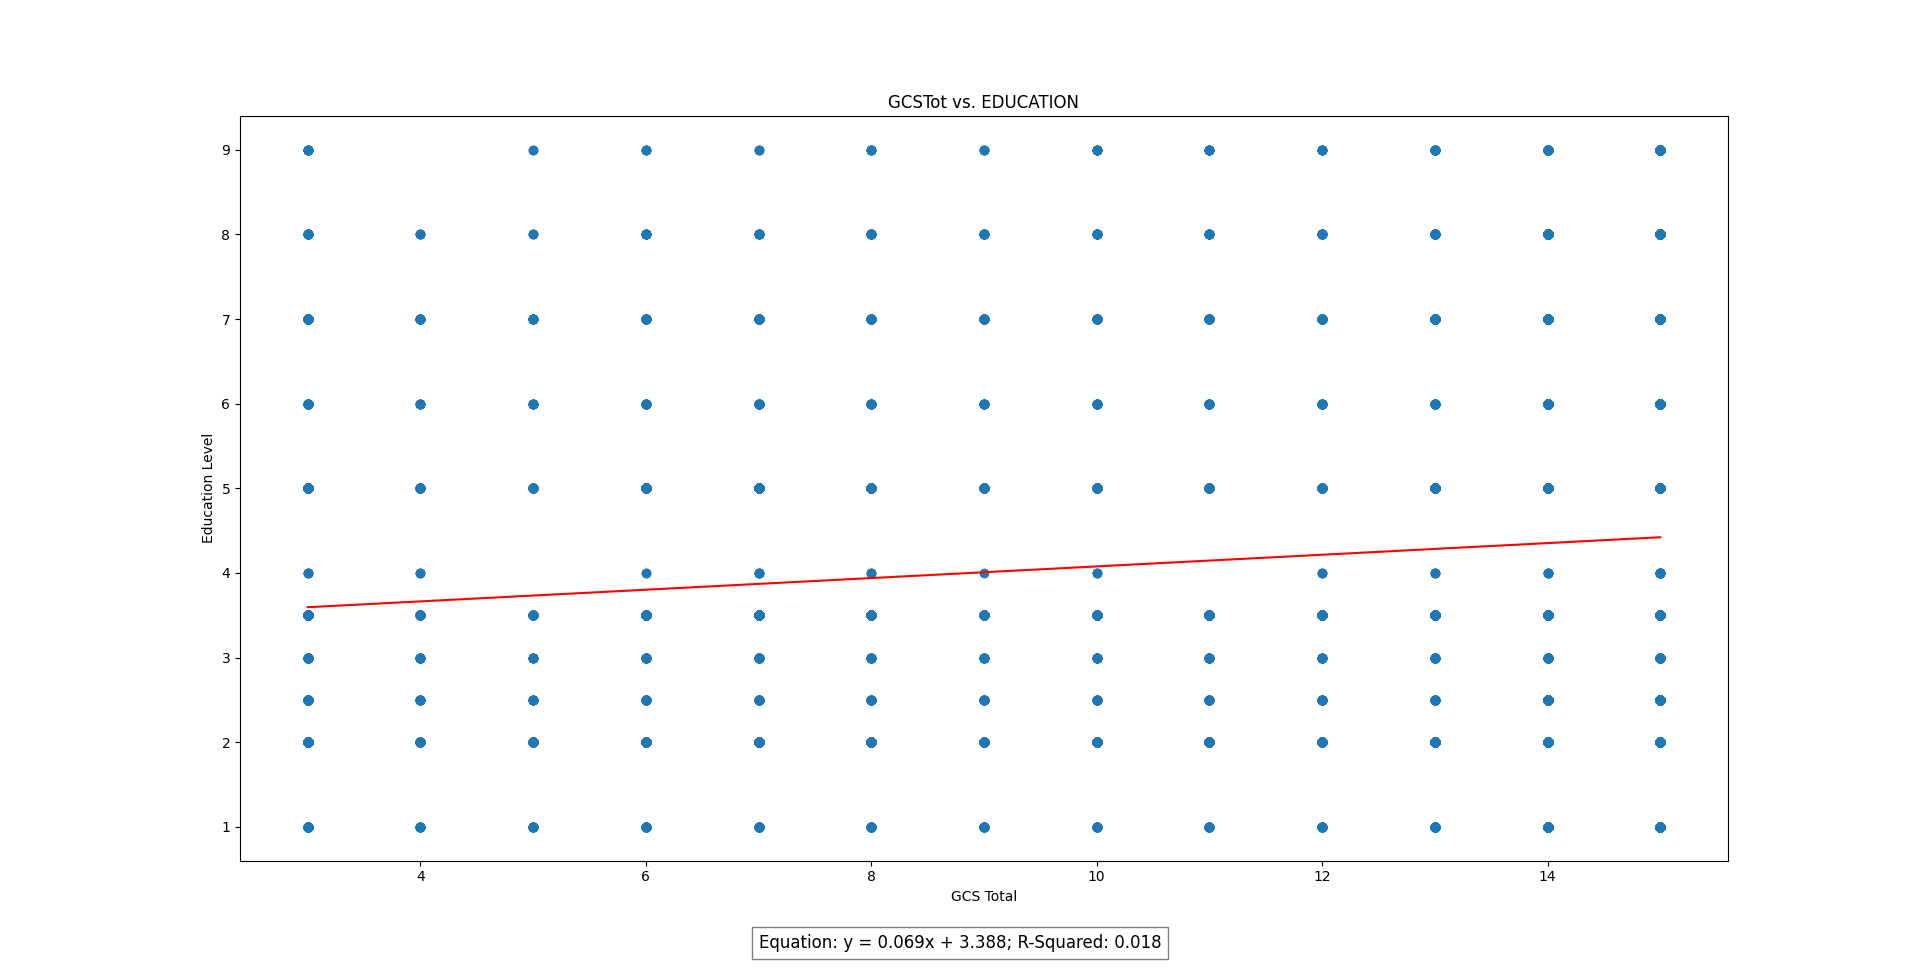 GCSTot vs. EDUCATION
9
8
7
6
5
4
3
2
1
Education Level
4 6 8 10 12 14
GCS Total
Equation: y = 0.069x + 3.388; R-Squared: 0.018